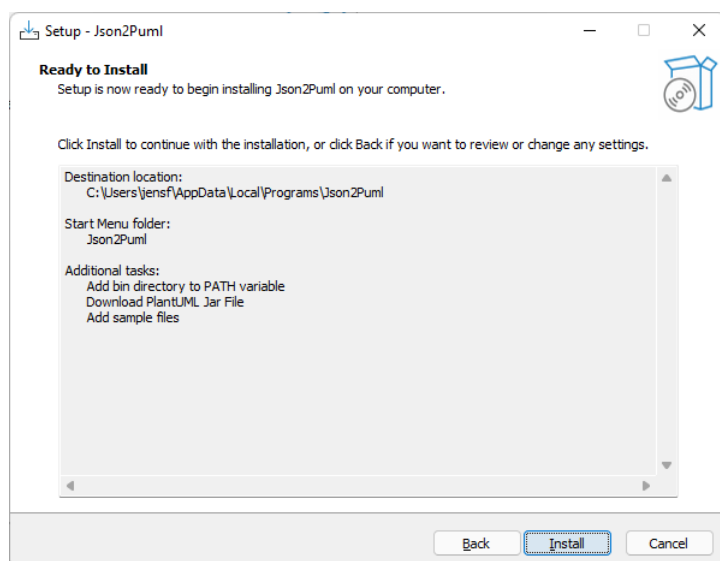 Setup - Json2Puml
Ready to Install
Setup is now ready to begin installing Json2Puml on your computer.
Click Install to continue with the installation, or click Back if you want to review or change any settings.
Destination location:
C:\Users\jensf\AppData\Local\Programs\Json2Puml
Start Menu folder:
Json2Puml
Additional tasks:
Add bin directory to PATH variable
Download PlantUML Jar File
Add sample files
Back
Install
Cancel